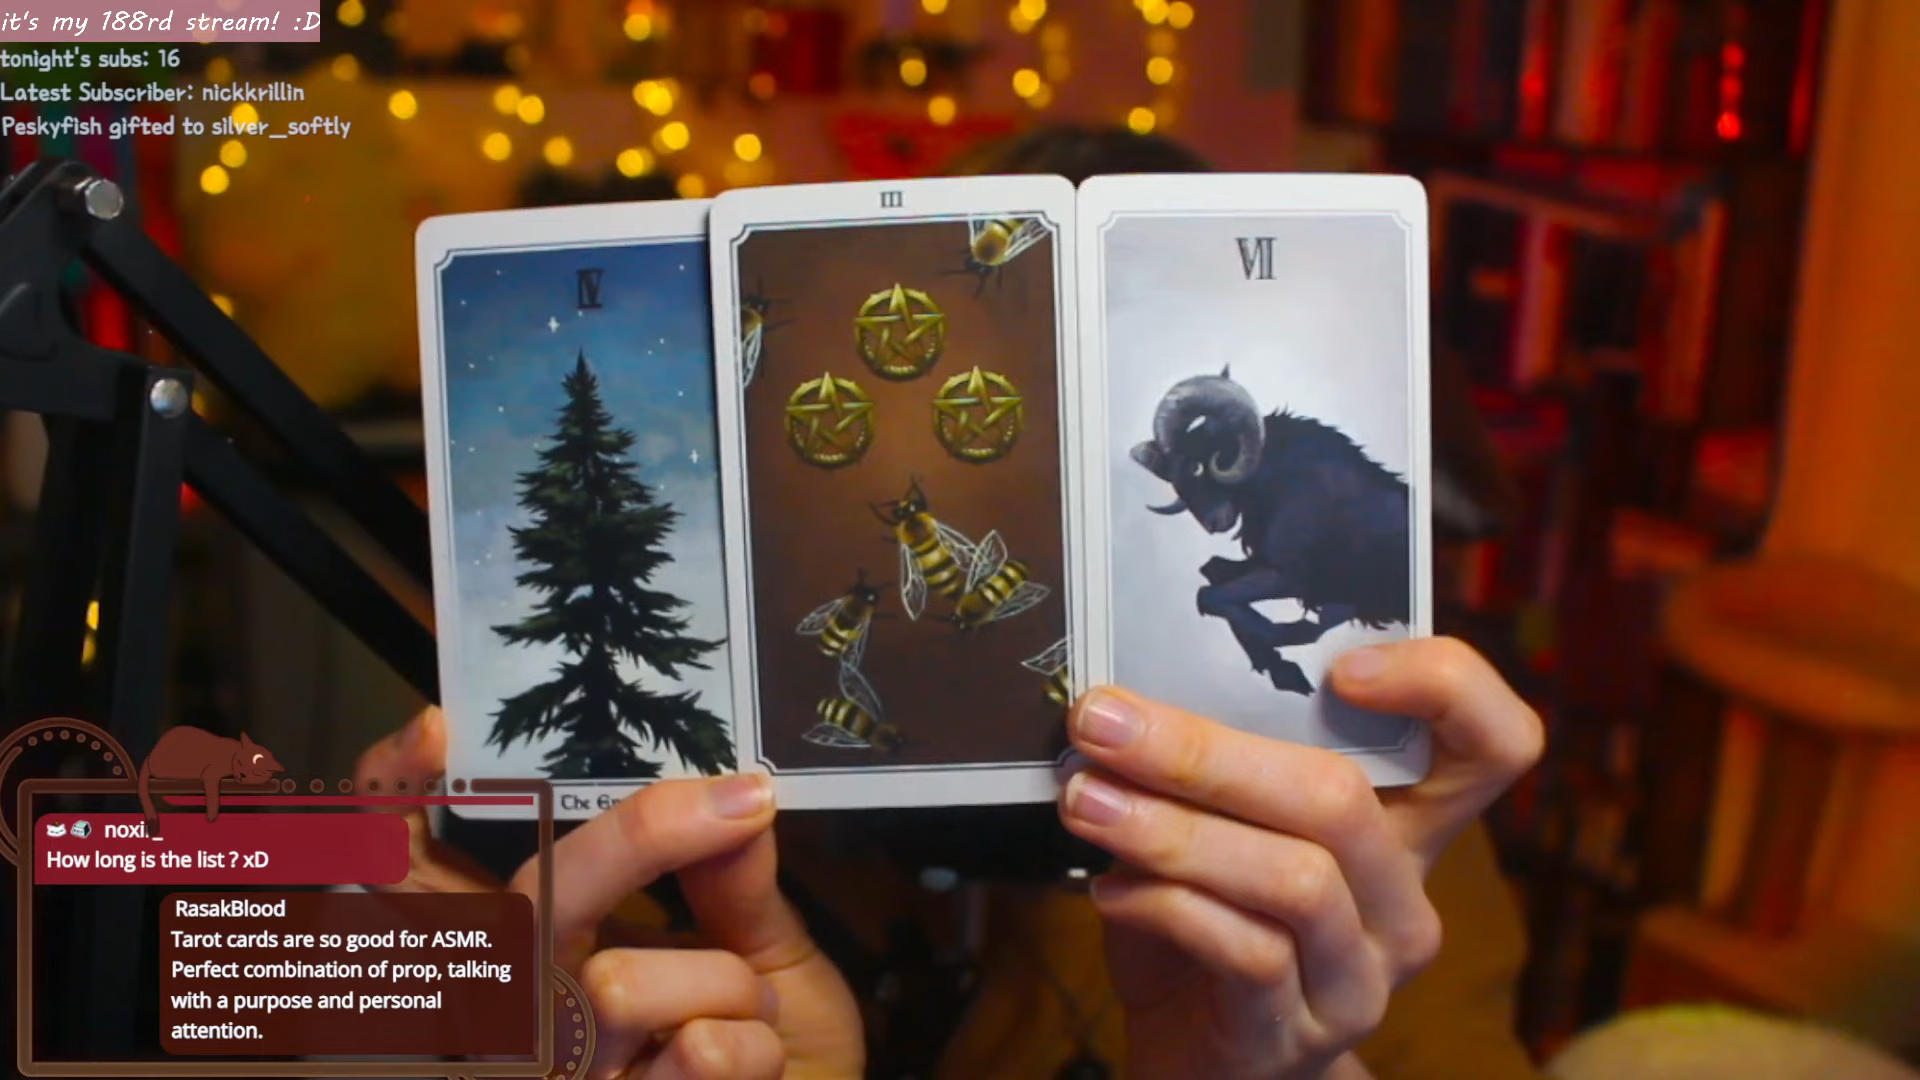 it's my 188rd stream! :D
tonight's subs: 16
Latest Subscriber: nickkrillin
Peskyfish gifted to silver_softly
IV
III
VII
The
How long is the list ? xD
RasakBlood
Tarot cards are so good for ASMR.
Perfect combination of prop, talking
with a purpose and personal
attention.